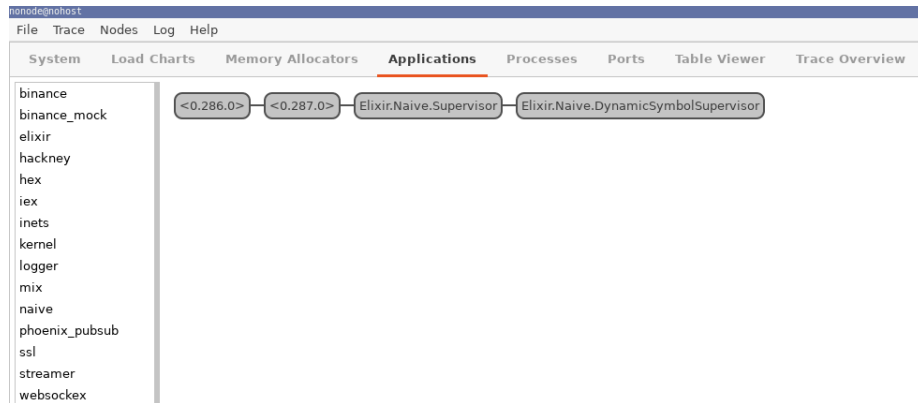 nonode@nohost
File Trace Nodes Log Help
System Load Charts Memory Allocators Applications Processes Ports Table Viewer Trace Overview
binance
binance_mock
elixir
hackney
hex
iex
inets
kernel
logger
mix
naive
phoenix_pubsub
ssl
streamer
websockex
<0.286.0> <0.287.0> Elixir.Naive.Supervisor Elixir.Naive.DynamicSymbolSupervisor